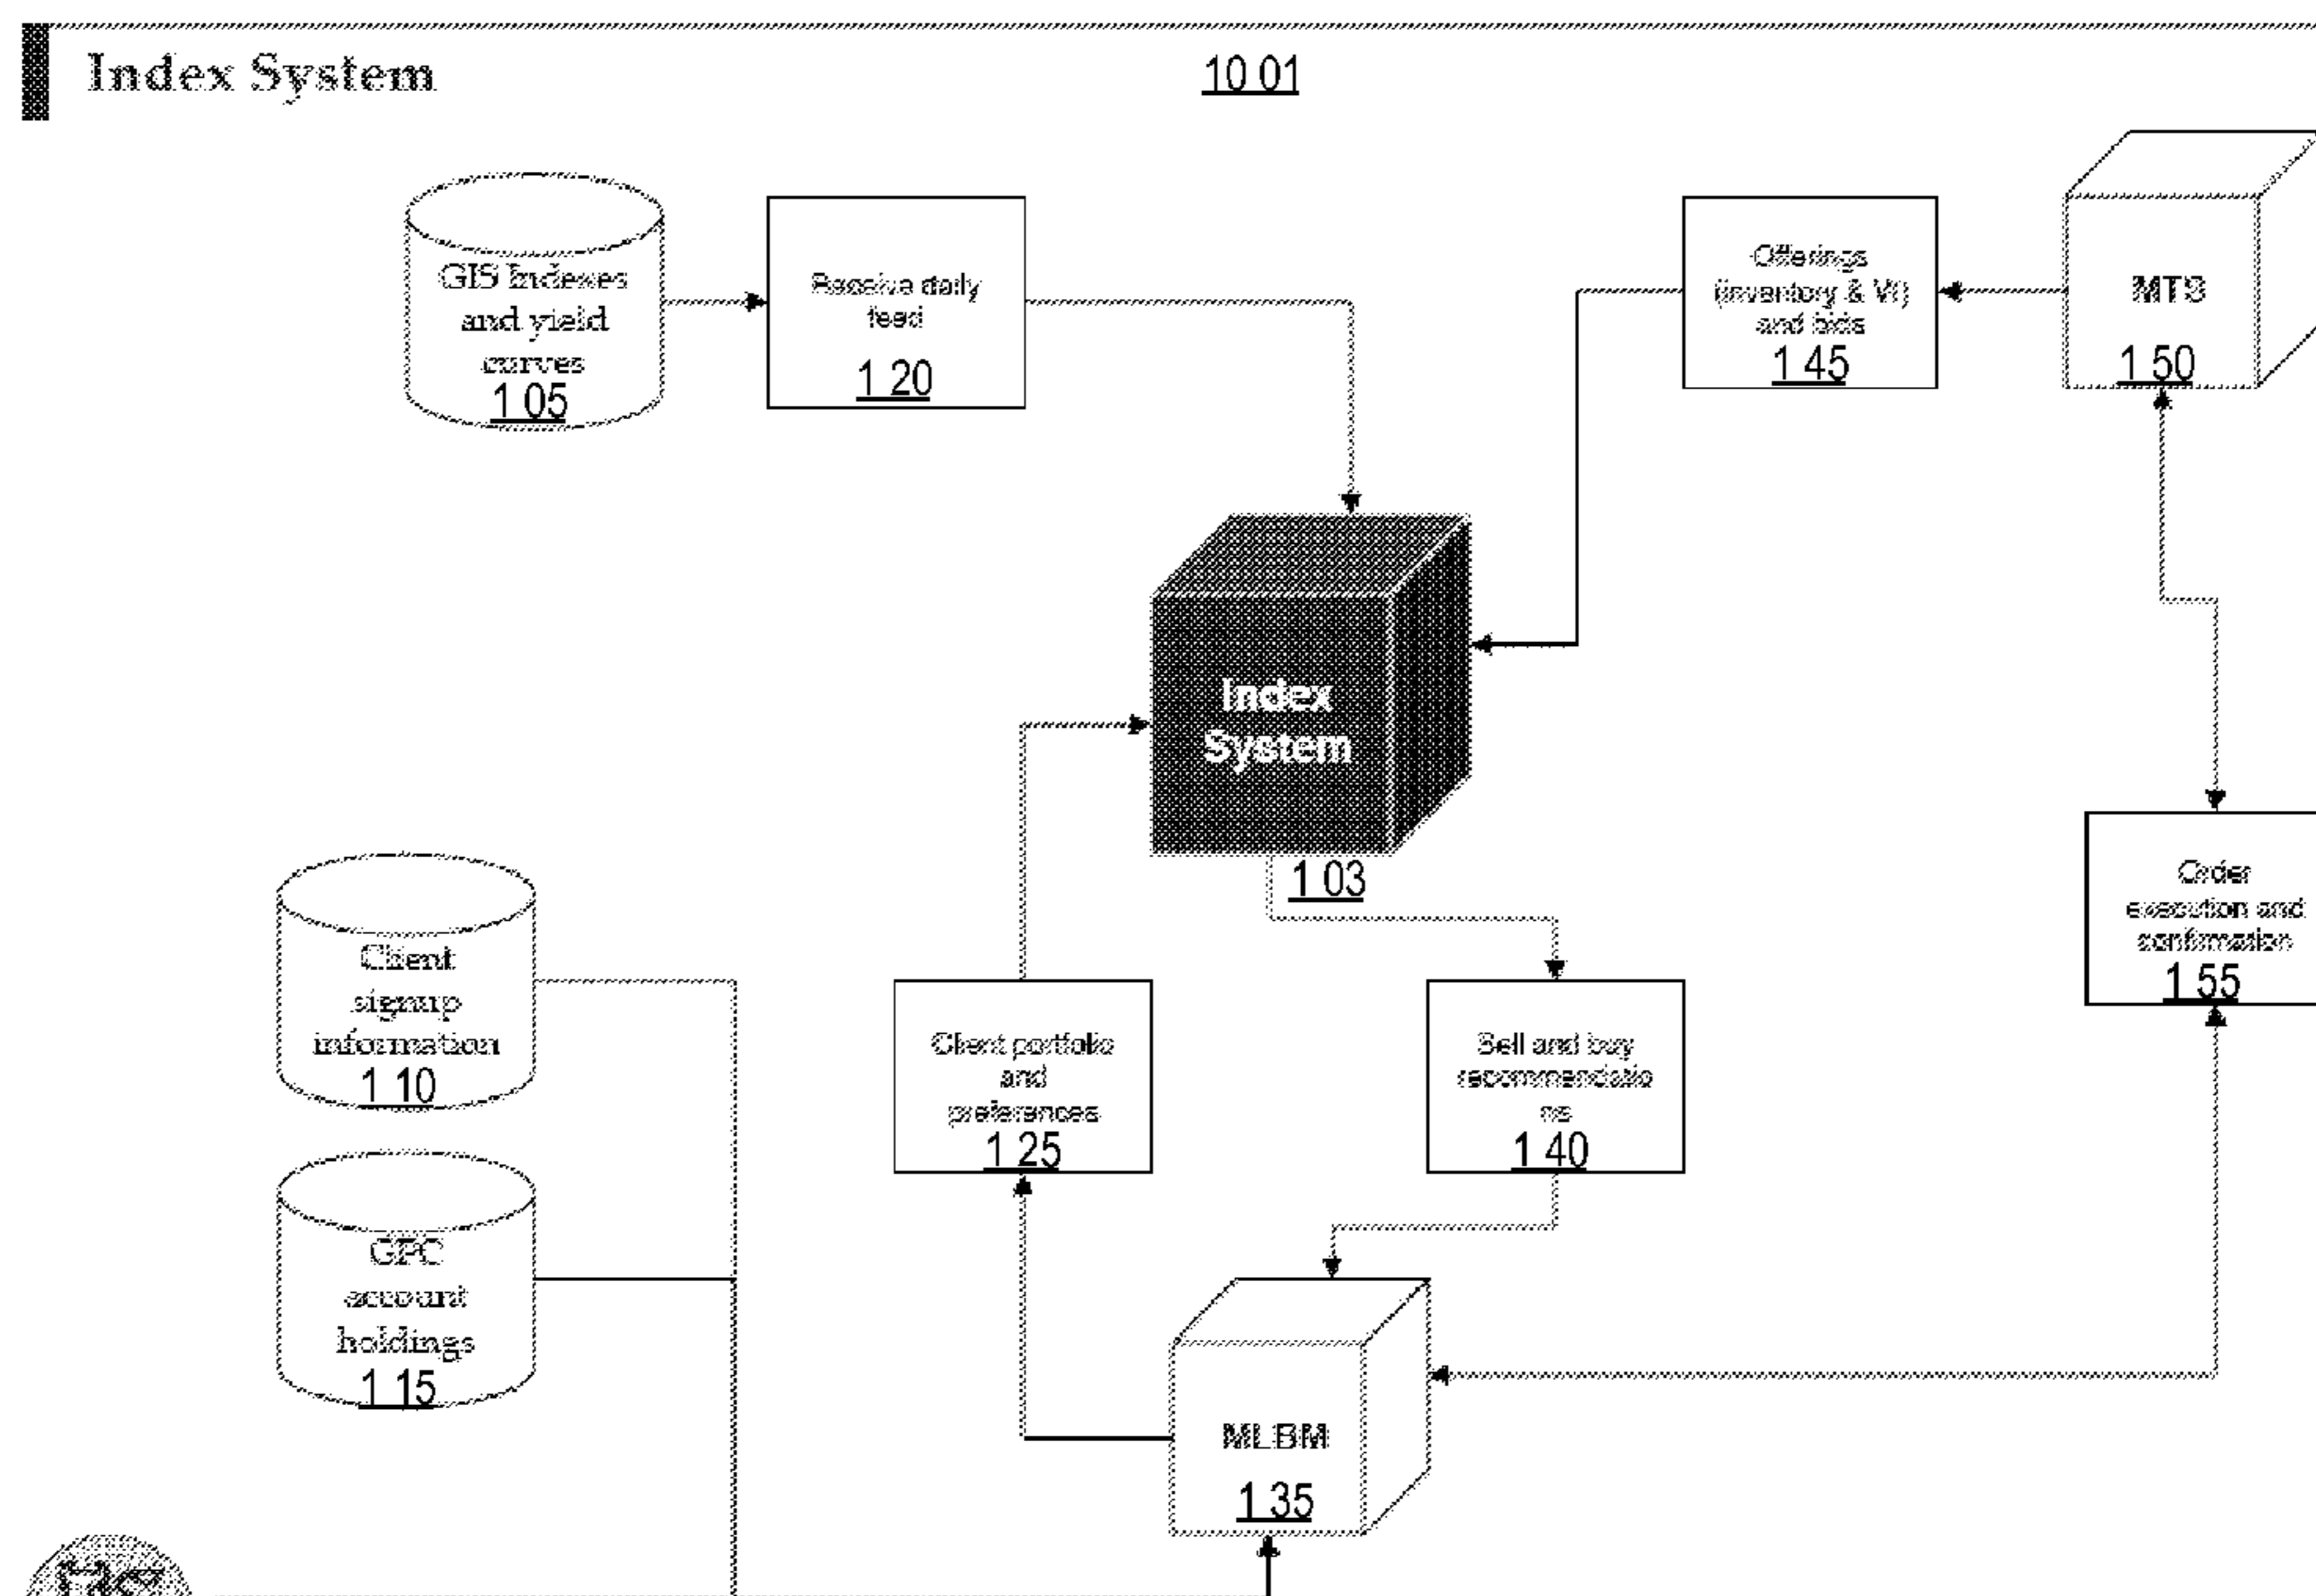 Index System
10 01
GIS Indexes
and yield
curves
1 05
Receive daily
feed
1 20
Offerings
(inventory & VI)
and bids
1 45
MTS
1 50
Index
System
1 03
Client
signup
information
1 10
Order
execution and
confirmation
1 55
Client portfolio
and
preferences
1 25
Sell and buy
recommendatio
ns
1 40
GPC
account
holdings
1 15
MLBM
1 35